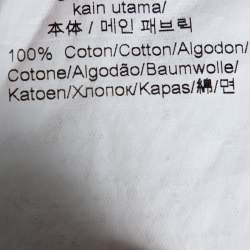 kain utama/
本体 / 메인 패브릭
100% Coton/Cotton/Algodon/
Cotone/Algodão/Baumwolle/
Katoen/Хлопок/Kapas/綿/면